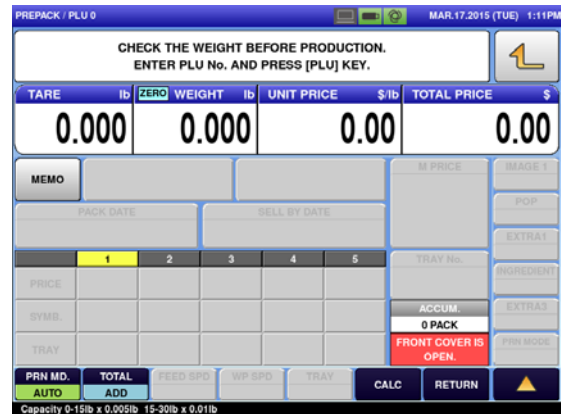 PREPACK / PLU 0
MAR.17.2015 (TUE) 1:11PM
CHECK THE WEIGHT BEFORE PRODUCTION.
ENTER PLU No. AND PRESS [PLU] KEY.
TARE lb ZERO WEIGHT lb UNIT PRICE $/lb TOTAL PRICE $
0.000 0.000 0.00 0.00
MEMO M PRICE IMAGE 1
POP
PACK DATE SELL BY DATE
EXTRA1
1 2 3 4 5 TRAY No.
INGREDIENT
PRICE
SYMB. ACCUM. EXTRA3
0 PACK
TRAY FRONT COVER IS OPEN. PRN MODE
PRN MD. TOTAL FEED SPD WP SPD TRAY CALC RETURN
AUTO ADD
Capacity 0-15lb x 0.005lb 15-30lb x 0.01lb